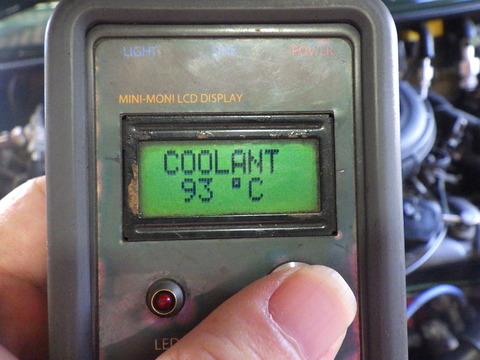 LIGHT POWER
MINI-MONI LCD DISPLAY
COOLANT
93 °C
LED